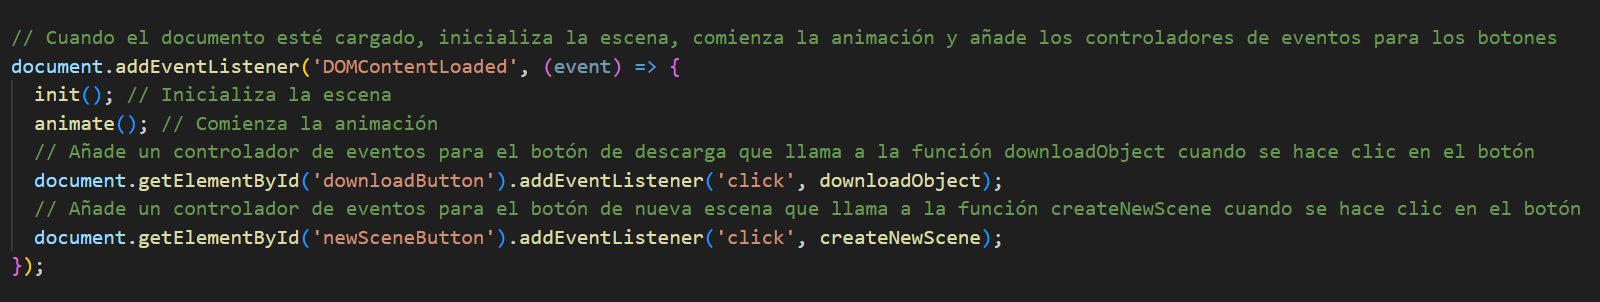 // Cuando el documento esté cargado, inicializa la escena, comienza la animación y añade los controladores de eventos para los botones
document.addEventListener('DOMContentLoaded', (event) => {
  init(); // Inicializa la escena
  animate(); // Comienza la animación
  // Añade un controlador de eventos para el botón de descarga que llama a la función downloadObject cuando se hace clic en el botón
  document.getElementById('downloadButton').addEventListener('click', downloadObject);
  // Añade un controlador de eventos para el botón de nueva escena que llama a la función createNewScene cuando se hace clic en el botón
  document.getElementById('newSceneButton').addEventListener('click', createNewScene);
});